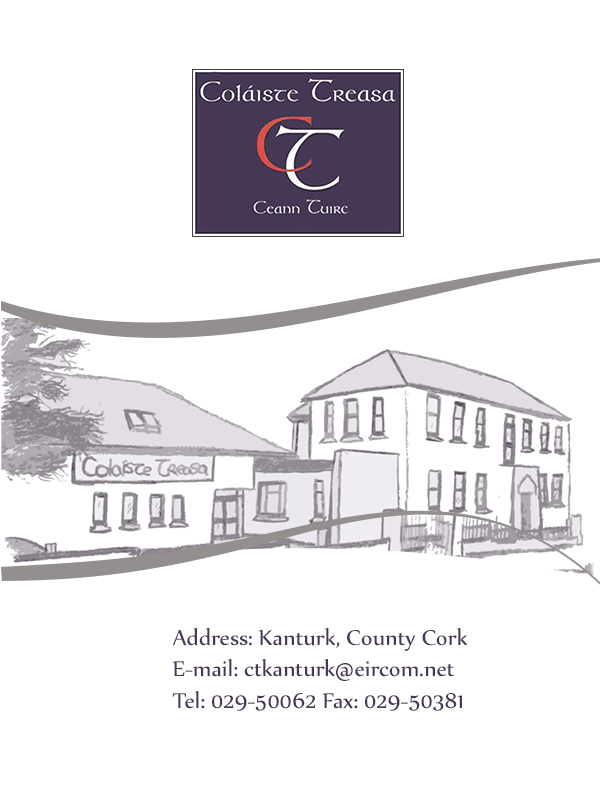 Coláiste Treasa
CT
Ceann Tuirc
Colaíste Treasa
Address: Kanturk, County Cork
E-mail: ctkanturk@eircom.net
Tel: 029-50062 Fax: 029-50381